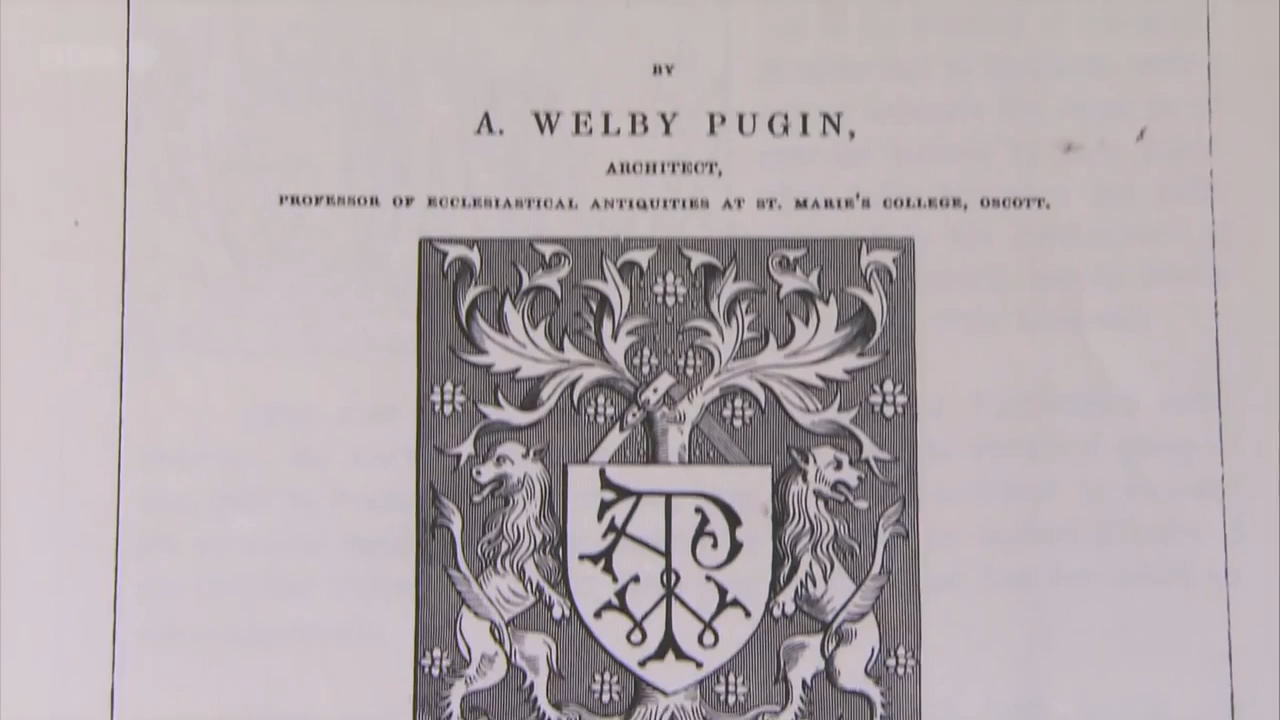 BY
A. WELBY PUGIN,
ARCHITECT,
PROFESSOR OF ECCLESIASTICAL ANTIQUITIES AT ST. MARIE'S COLLEGE, OSCOTT.